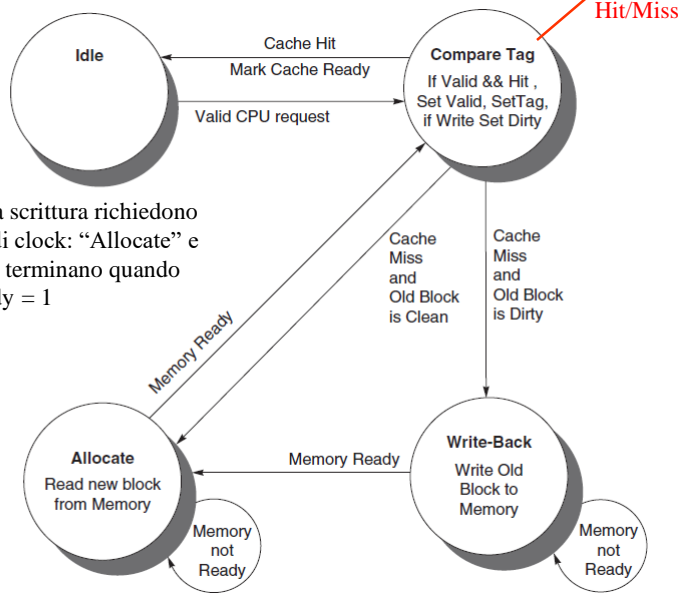 Hit/Miss
Idle
Cache Hit
Mark Cache Ready
Valid CPU request
Compare Tag
If Valid && Hit ,
Set Valid, SetTag,
if Write Set Dirty
a scrittura richiedono
di clock: “Allocate” e
terminano quando
y = 1
Cache
Miss
and
Old Block
is Clean
Cache
Miss
and
Old Block
is Dirty
Memory Ready
Allocate
Read new block
from Memory
Memory
not
Ready
Memory Ready
Write-Back
Write Old
Block to
Memory
Memory
not
Ready